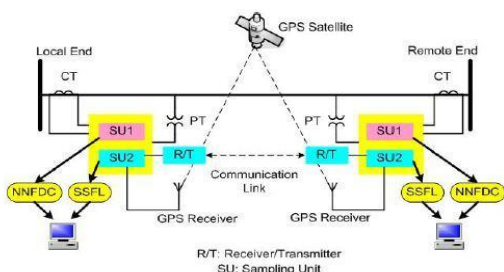 GPS Satellite
Local End
Remote End
CT
CT
PT
PT
SU1
SU1
SU2
R/T
R/T
SU2
NNFDC
SSFL
Communication
Link
SSFL
NNFDC
GPS Receiver
GPS Receiver
R/T: Receiver/Transmitter
SU: Sampling Unit